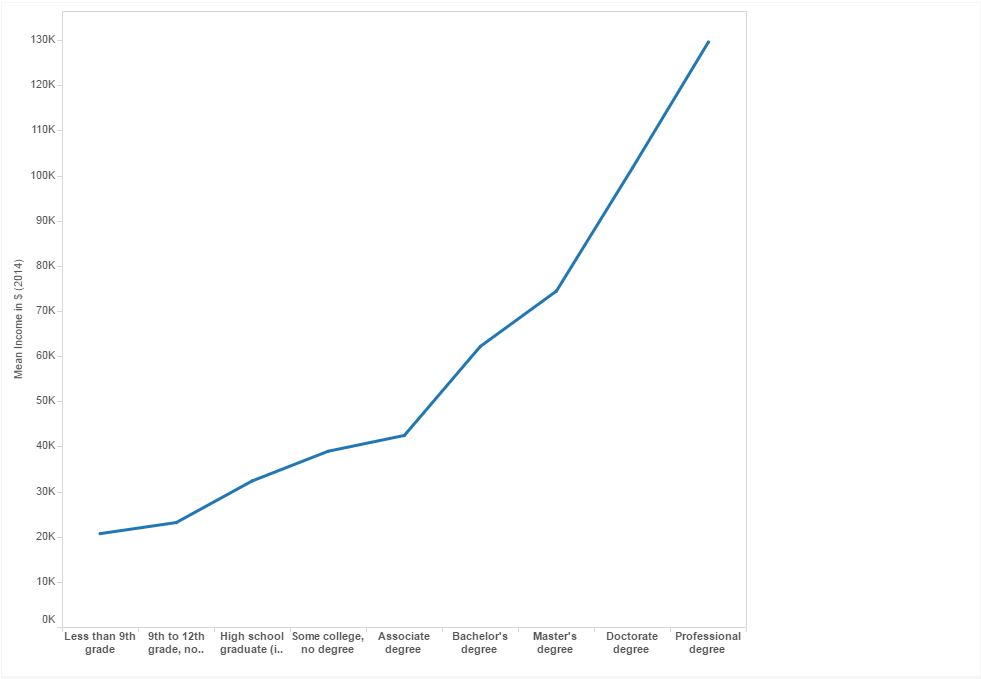 130K
120K
110K
100K
90K
80K
70K
60K
50K
40K
30K
20K
10K
0K
Mean Income in $ (2014)
Less than 9th
grade
9th to 12th
grade, no..
High school
graduate (i..
Some college,
no degree
Associate
degree
Bachelor's
degree
Master's
degree
Doctorate
degree
Professional
degree